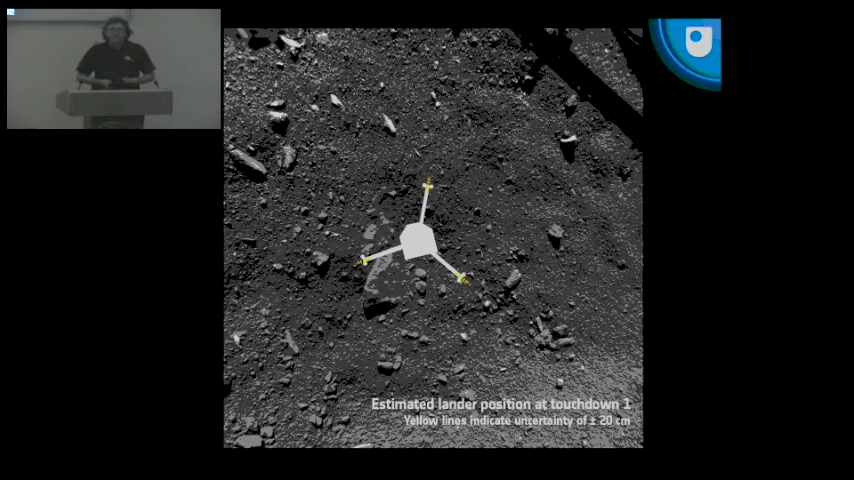 Estimated lander position at touchdown 1
Yellow lines indicate uncertainty of ± 20 cm